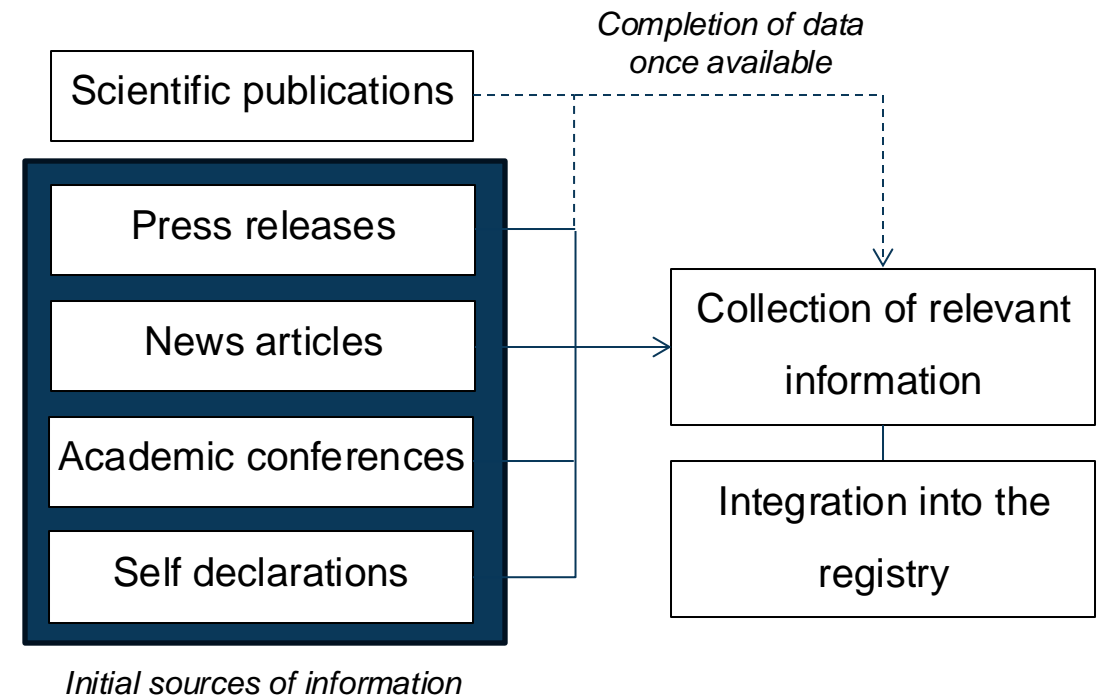 Completion of data
once available
Scientific publications
Press releases
News articles
Academic conferences
Self declarations
Initial sources of information
Collection of relevant
information
Integration into the
registry